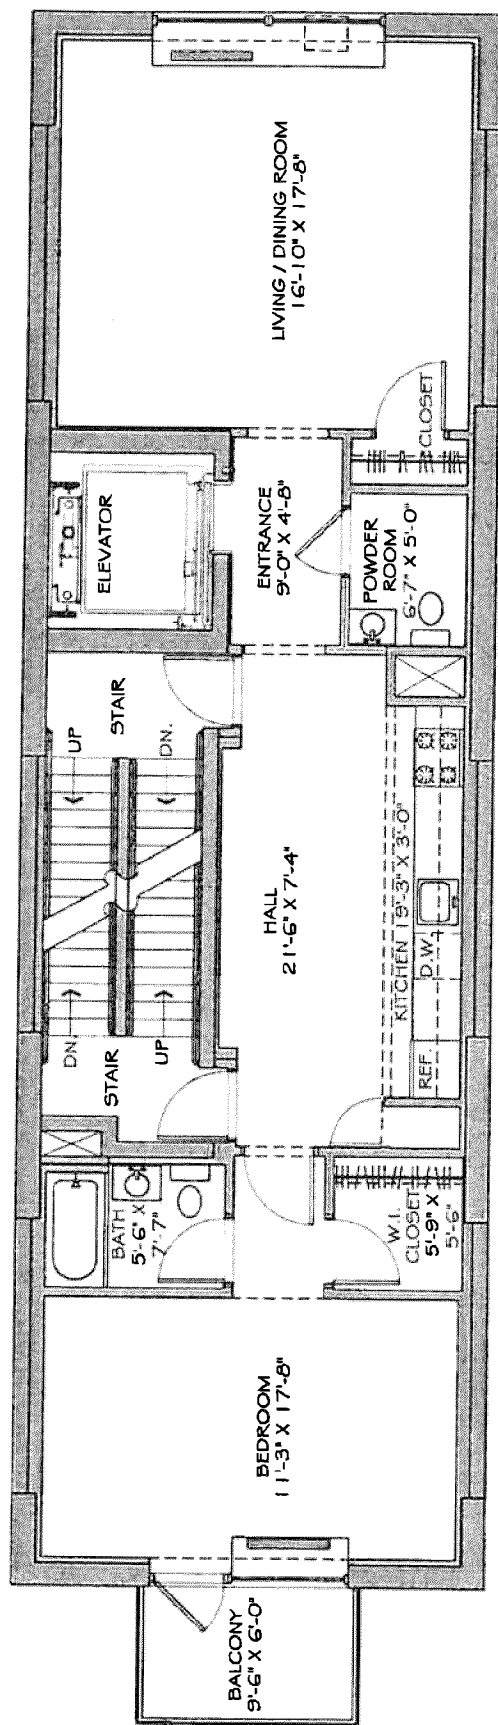 LIVING / DINING ROOM
16'-10" X 17'-8"
CLOSET
ELEVATOR
ENTRANCE
9'-0" X 4'-8"
POWDER
ROOM
6'-7" X 5'-0"
UP
STAIR
DN.
HALL
21'-6" X 7'-4"
KITCHEN 19'-3" X 3'-0"
D.W.
REF.
DN.
STAIR
UP
BATH
5'-6" X
7'-7"
W.I.
CLOSET
5'-9" X
5'-6"
BEDROOM
11'-3" X 17'-8"
BALCONY
9'-6" X 6'-0"